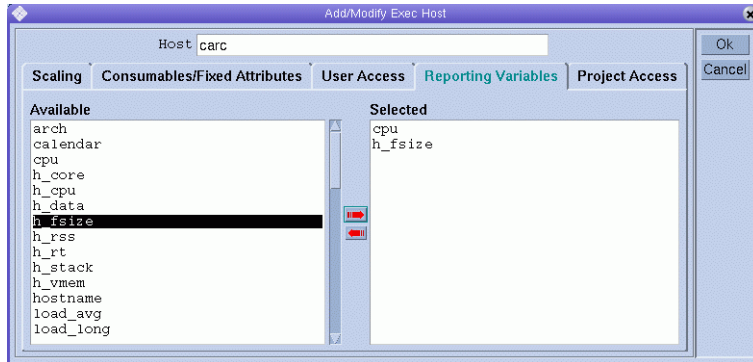 Add/Modify Exec Host
Host carc
Ok
Cancel
Scaling Consumables/Fixed Attributes User Access Reporting Variables Project Access
Available
arch
calendar
cpu
h_core
h_cpu
h_data
h_fsize
h_rss
h_rt
h_stack
h_vmem
hostname
load_avg
load_long
Selected
cpu
h_fsize